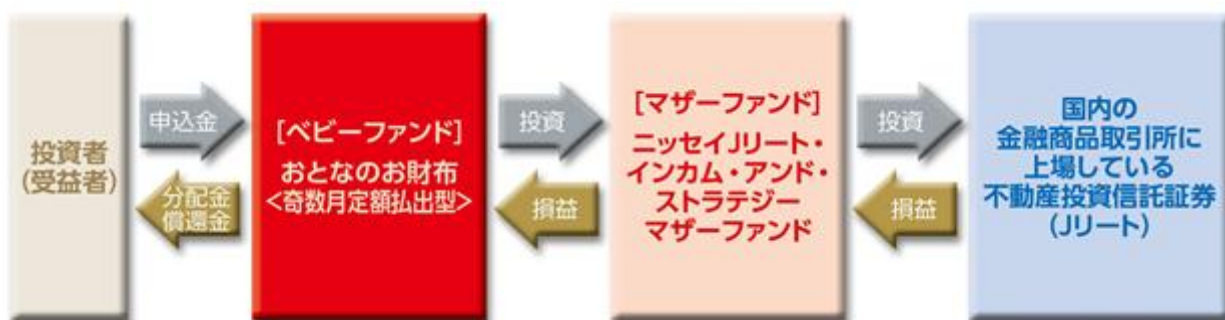 投資者
(受益者)
申込金
分配金
償還金
[ベビーファンド]
おとなのお財布
<奇数月定額払出型>
投資
損益
[マザーファンド]
ニッセイJリート・
インカム・アンド・
ストラテジー
マザーファンド
投資
損益
国内の
金融商品取引所に
上場している
不動産投資信託証券
(Jリート)